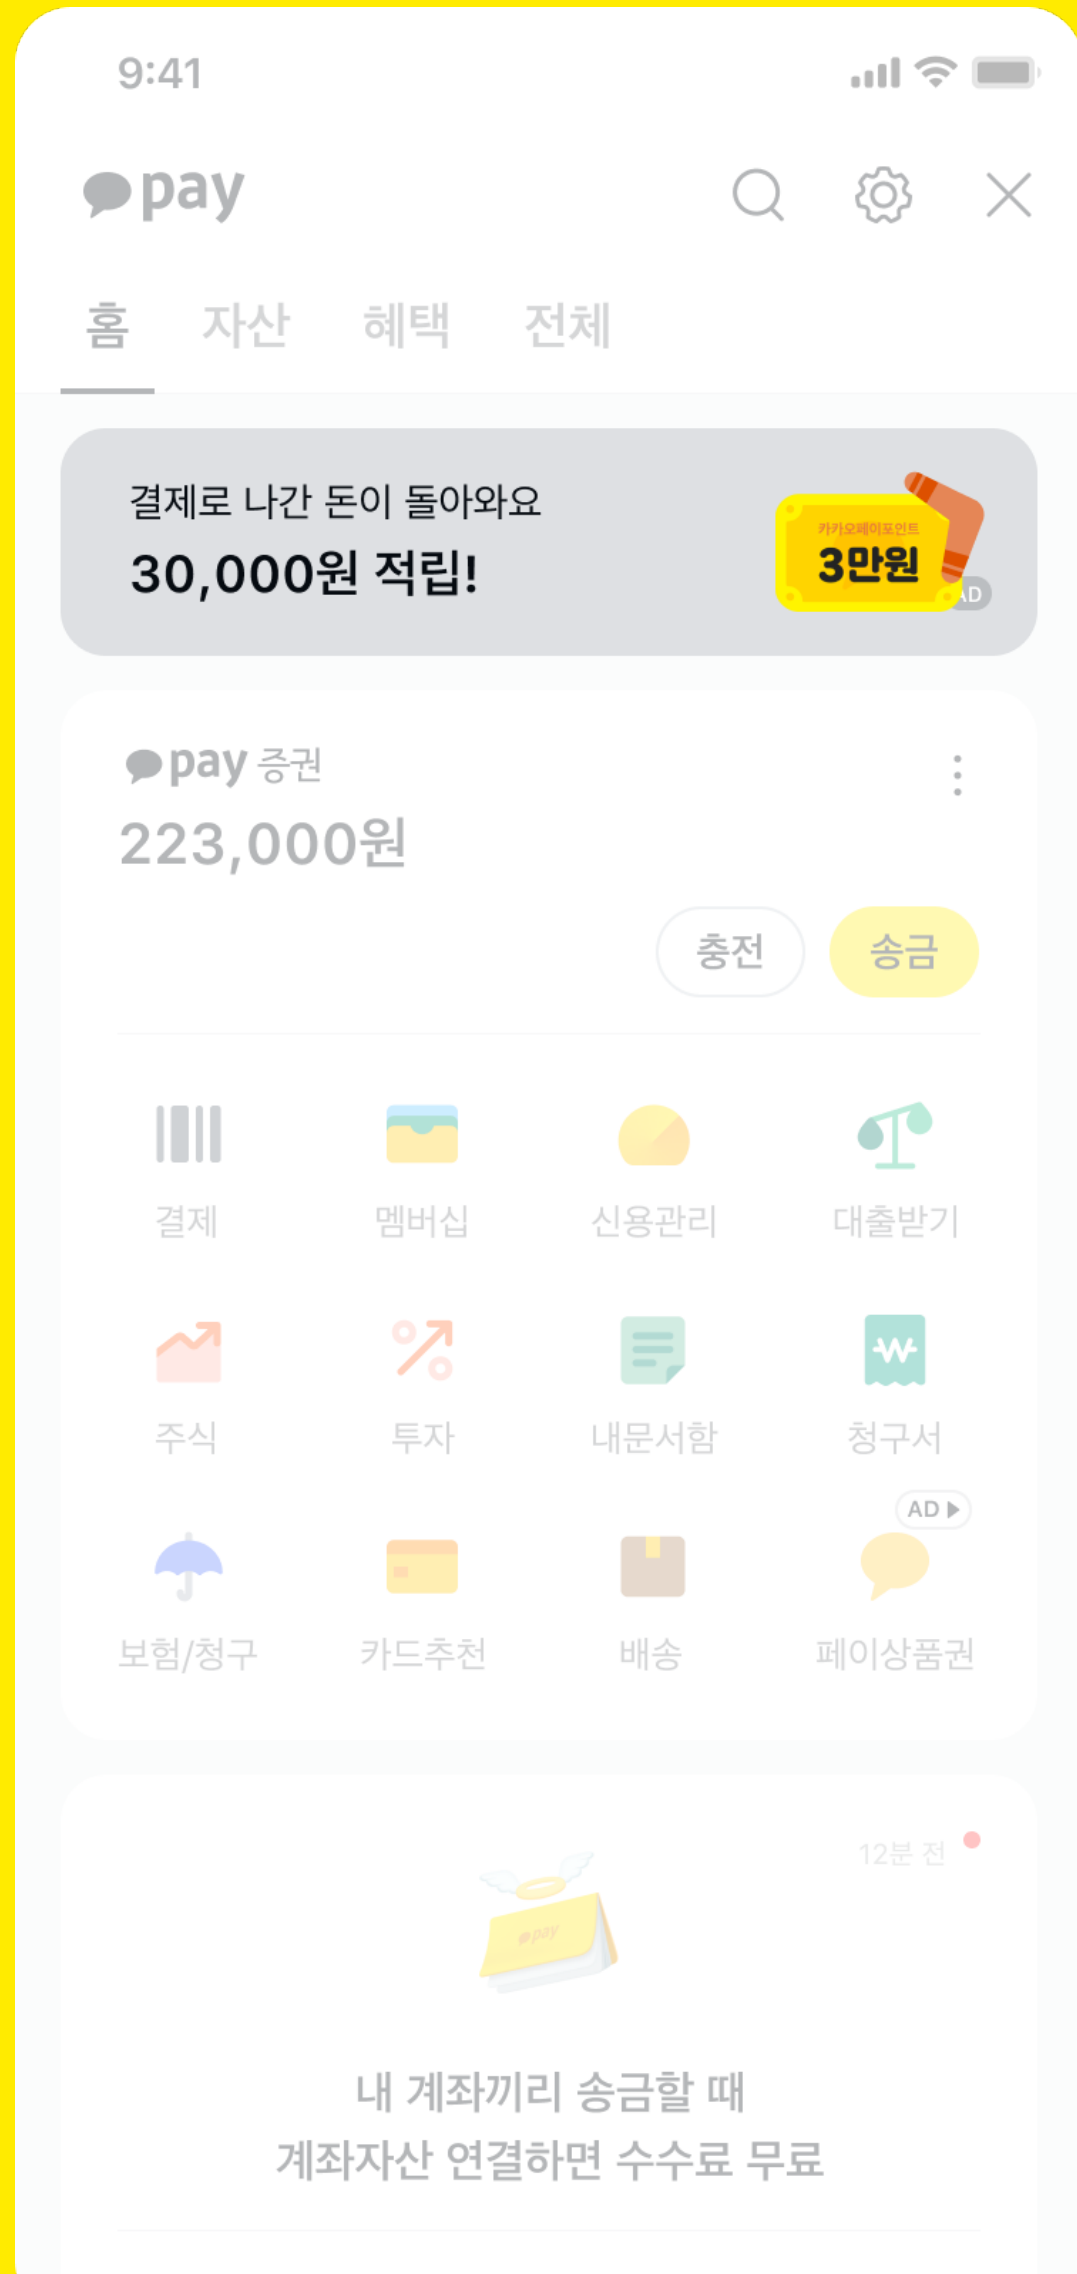 9:41
pay
홈 자산 혜택 전체
결제로 나간 돈이 돌아와요
30,000원 적립!
카카오페이포인트
3만원
AD
pay 증권
223,000원
충전 송금
결제 멤버십 신용관리 대출받기
주식 투자 내문서함 청구서
AD
보험/청구 카드추천 배송 페이상품권
12분 전
pay
내 계좌끼리 송금할 때
계좌자산 연결하면 수수료 무료